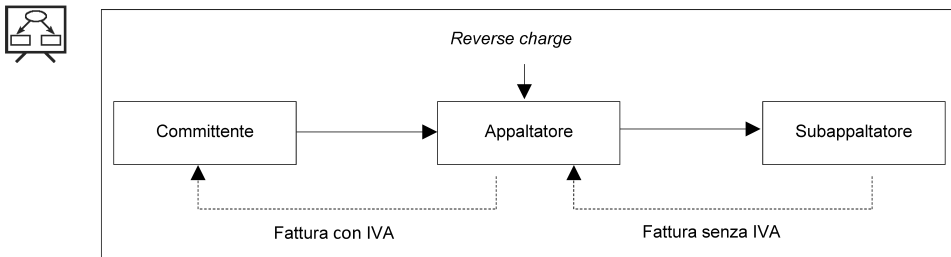 Reverse charge
Committente
Appaltatore
Subappaltatore
Fattura con IVA
Fattura senza IVA